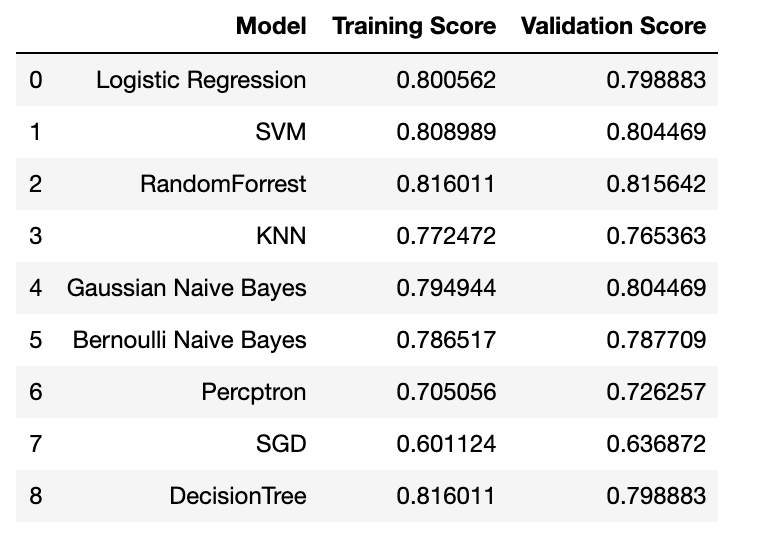 Model Training Score Validation Score
0 Logistic Regression 0.800562 0.798883
1 SVM 0.808989 0.804469
2 RandomForrest 0.816011 0.815642
3 KNN 0.772472 0.765363
4 Gaussian Naive Bayes 0.794944 0.804469
5 Bernoulli Naive Bayes 0.786517 0.787709
6 Percptron 0.705056 0.726257
7 SGD 0.601124 0.636872
8 DecisionTree 0.816011 0.798883